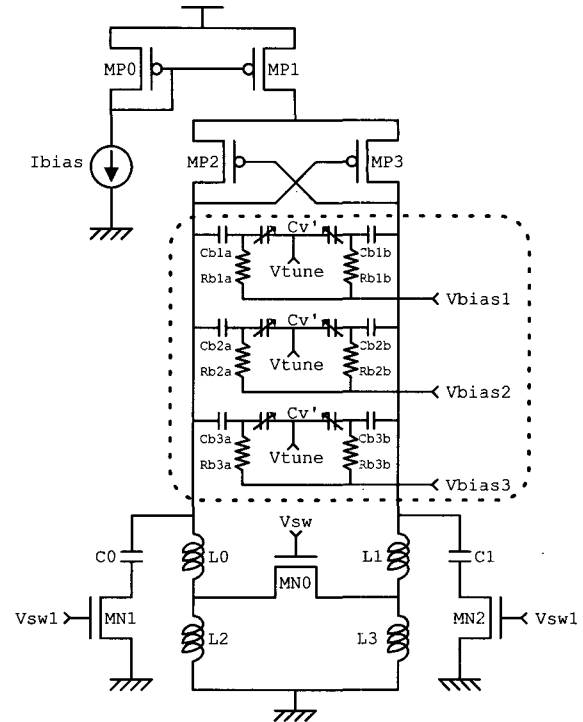 MP0 MP1
Ibias
MP2 MP3
Cv'
Cb1a Cb1b
Rb1a Vtune Rb1b
Vbias1
Cv'
Cb2a Cb2b
Rb2a Vtune Rb2b
Vbias2
Cv'
Cb3a Cb3b
Rb3a Vtune Rb3b
Vbias3
Vsw
C0 L0 L1 C1
MN0
Vsw1 MN1 MN2 Vsw1
L2 L3